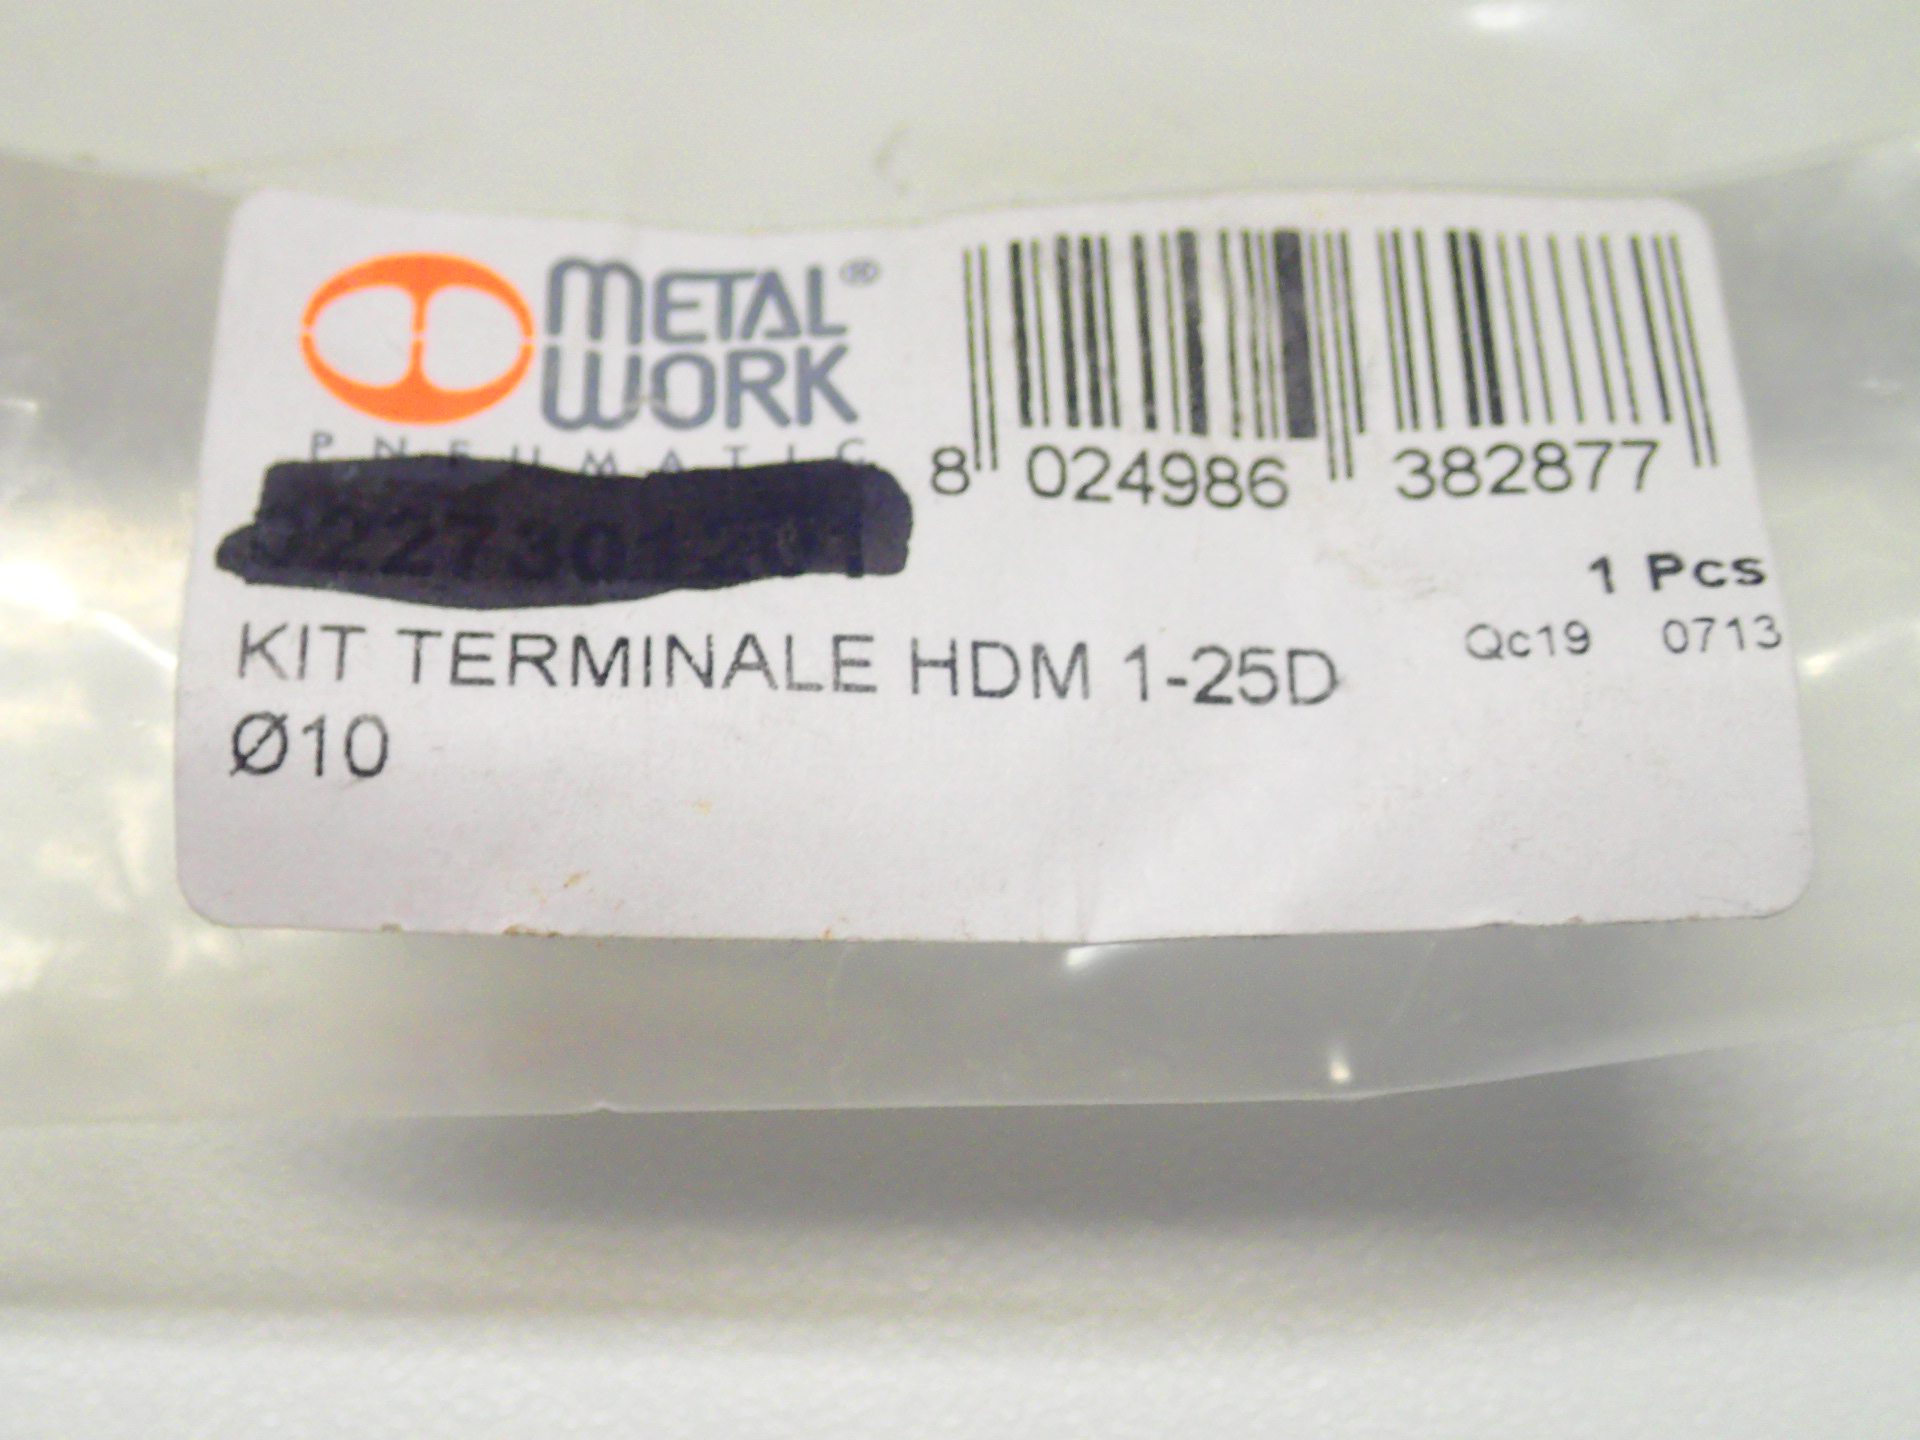 METAL®
WORK
PNEUMATIC
8 024986 382877
1 Pcs
Qc19 0713
KIT TERMINALE HDM 1-25D
Ø10